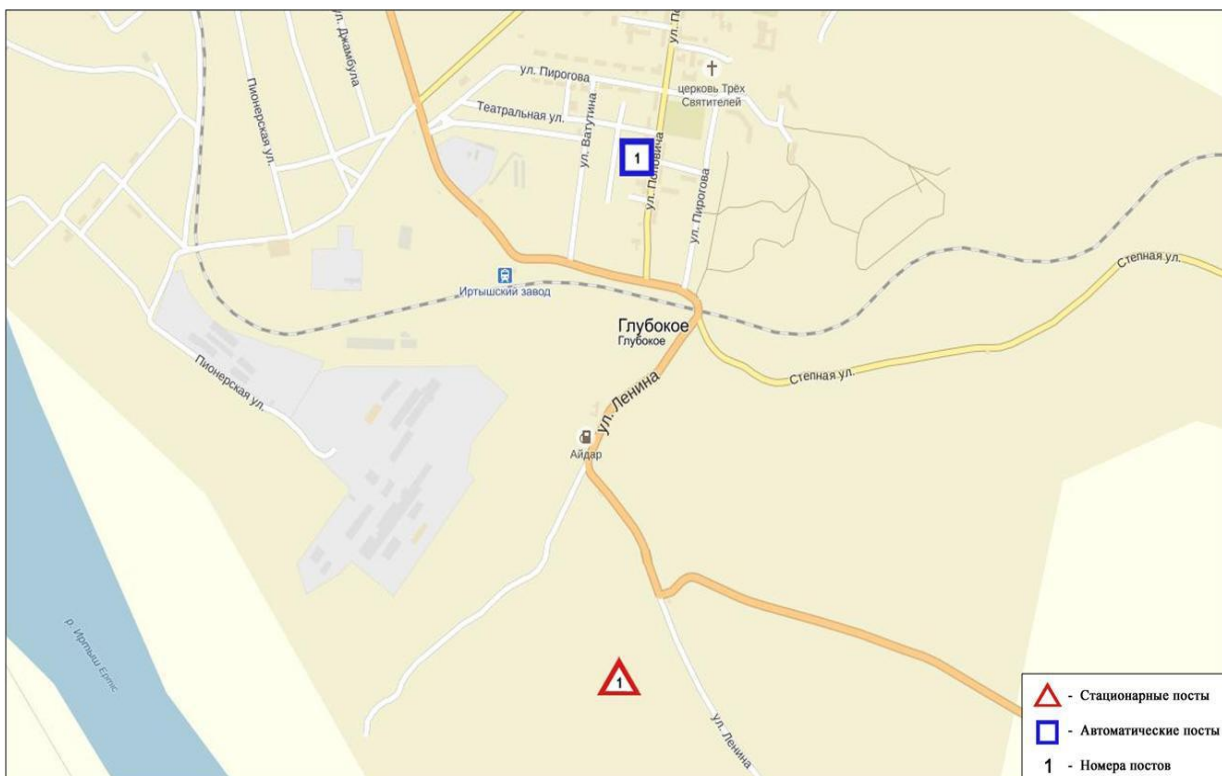 ул. Джамбула
ул. По
ул. Пирогова
церковь Трёх
Святителей
Пионерская ул.
Театральная ул.
ул. Ватутина
1
ул. Поповича
ул. Пирогова
Степная ул.
Иртышский завод
Глубокое
Глубокое
Пионерская ул.
Степная ул.
ул. Ленина
Айдар
р. Иртыш Ертіс
1
ул. Ленина
- Стационарные посты
- Автоматические посты
1 - Номера постов